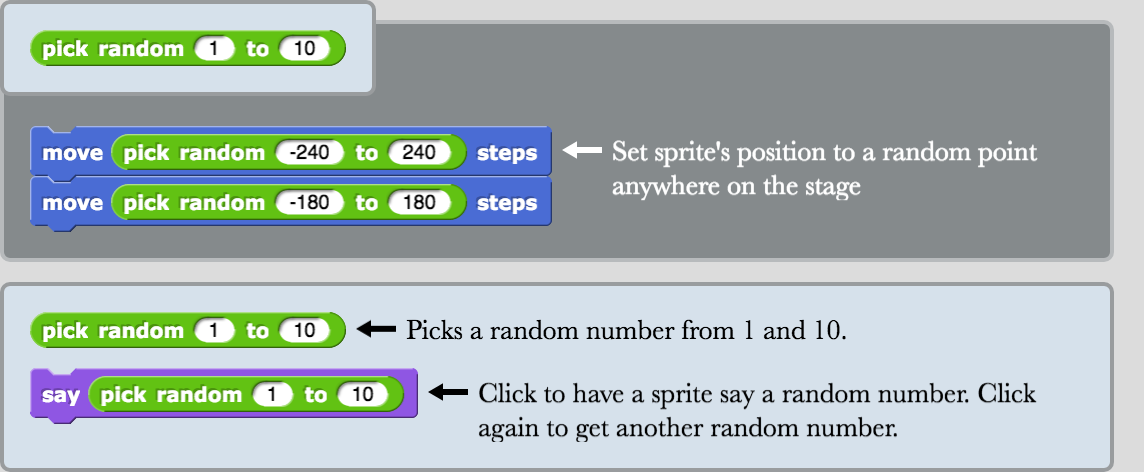 pick random 1 to 10
move pick random -240 to 240 steps
Set sprite's position to a random point
anywhere on the stage
move pick random -180 to 180 steps
pick random 1 to 10
Picks a random number from 1 and 10.
say pick random 1 to 10
Click to have a sprite say a random number. Click
again to get another random number.